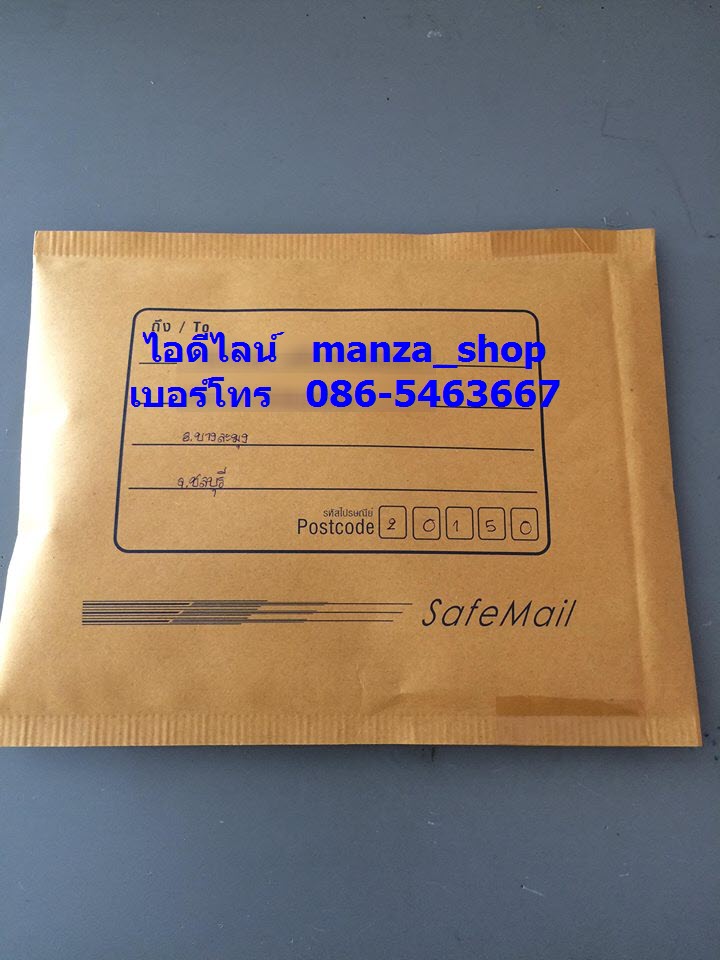 ถึง / To
ไอดีไลน์ manza_shop
เบอร์โทร 086-5463667
อ.บางละมุง
จ.ชลบุรี
รหัสไปรษณีย์
Postcode 20150
SafeMail